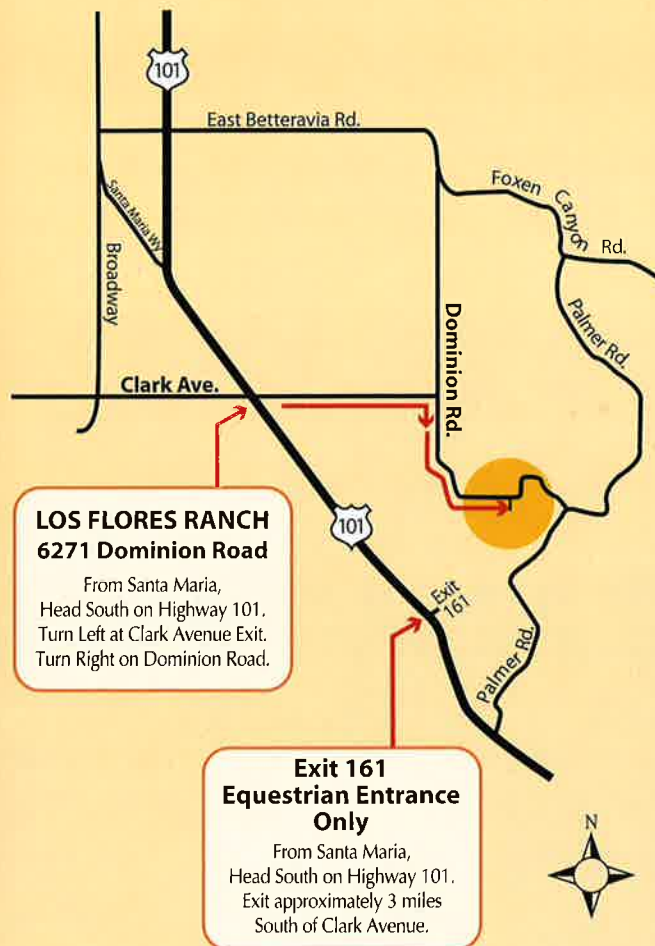 101
East Betteravia Rd.
Foxen Canyon Rd.
Santa Maria Wy.
Broadway
Dominion Rd.
Palmer Rd.
Clark Ave.
LOS FLORES RANCH
6271 Dominion Road
From Santa Maria,
Head South on Highway 101.
Turn Left at Clark Avenue Exit.
Turn Right on Dominion Road.
101
Exit
161
Palmer Rd.
Exit 161
Equestrian Entrance
Only
From Santa Maria,
Head South on Highway 101.
Exit approximately 3 miles
South of Clark Avenue.
N